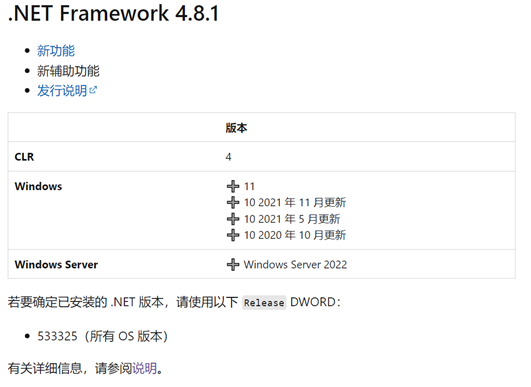 .NET Framework 4.8.1
新功能
新辅助功能
发行说明
版本
CLR 4
Windows ➕ 11
➕ 10 2021 年 11 月更新
➕ 10 2021 年 5 月更新
➕ 10 2020 年 10 月更新
Windows Server ➕ Windows Server 2022
若要确定已安装的 .NET 版本，请使用以下 Release DWORD：
533325（所有 OS 版本）
有关详细信息，请参阅说明。